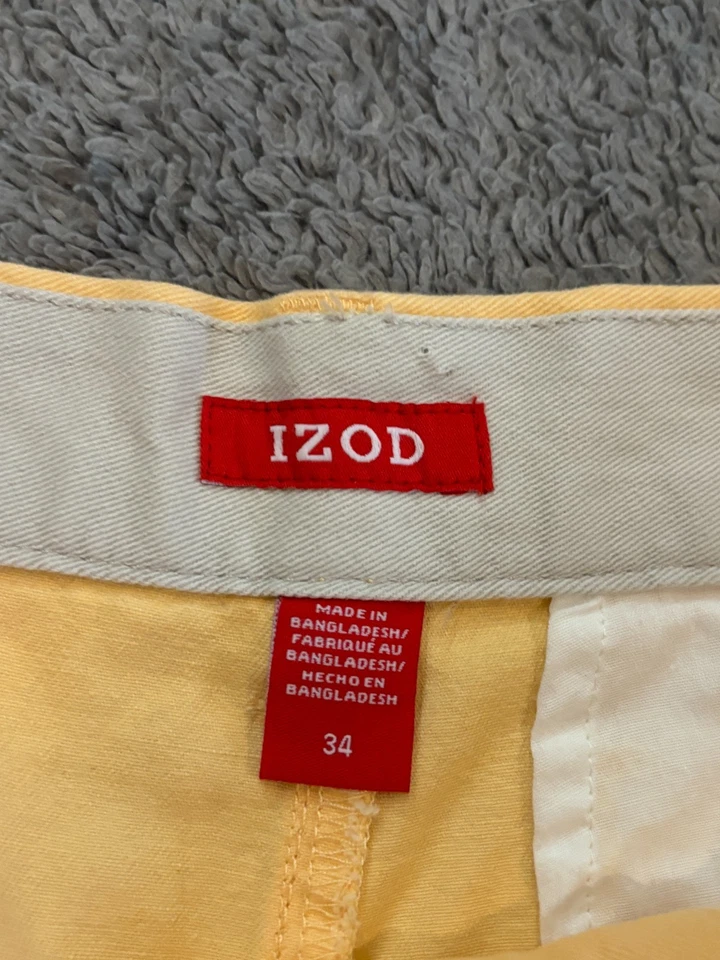 IZOD
MADE IN
BANGLADESH/
FABRIQUÉ AU
BANGLADESH/
HECHO EN
BANGLADESH
34